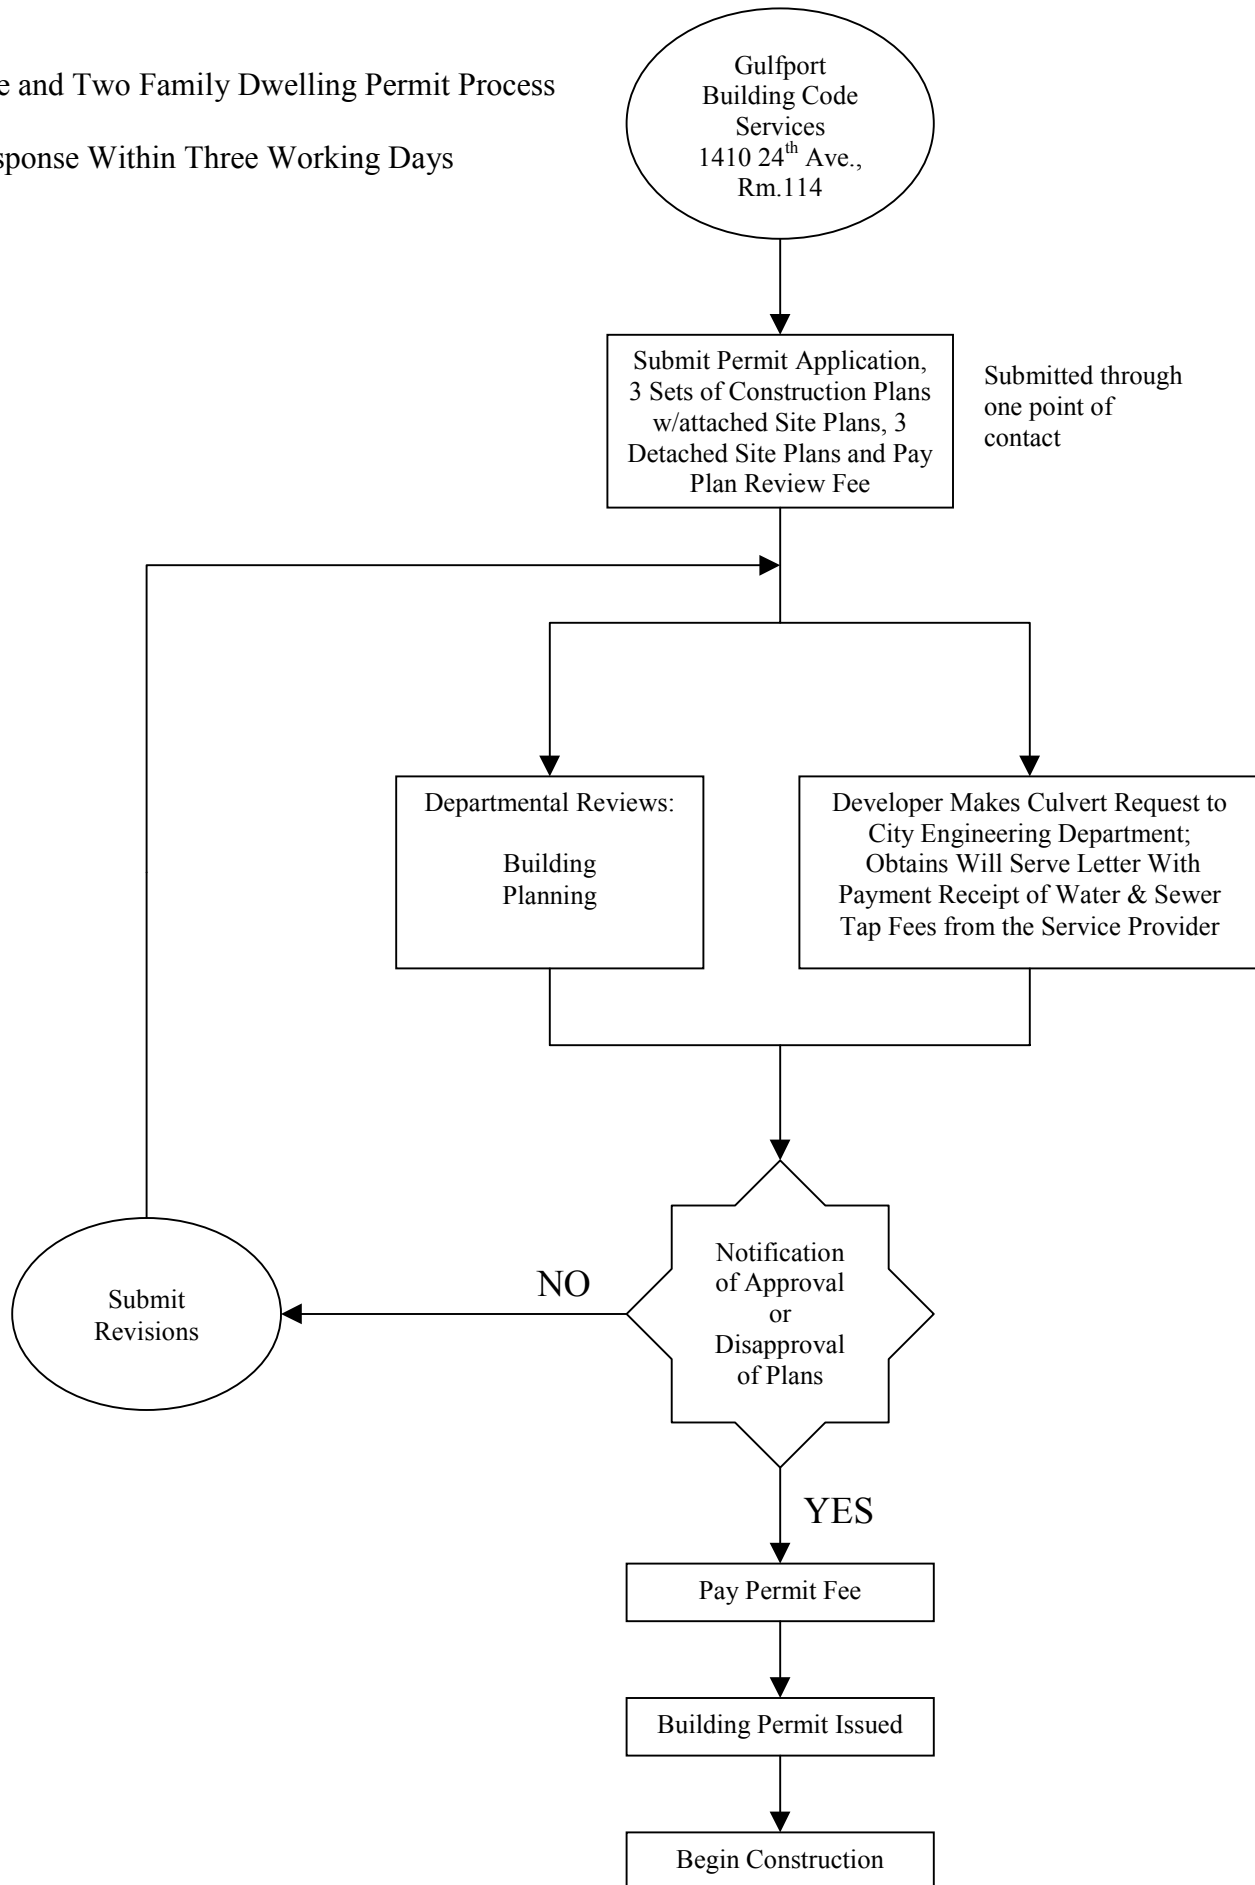 e and Two Family Dwelling Permit Process
sponse Within Three Working Days
Gulfport
Building Code
Services
1410 24th Ave.,
Rm.114
Submit Permit Application,
3 Sets of Construction Plans
w/attached Site Plans, 3
Detached Site Plans and Pay
Plan Review Fee
Submitted through
one point of
contact
Departmental Reviews:
Building
Planning
Developer Makes Culvert Request to
City Engineering Department;
Obtains Will Serve Letter With
Payment Receipt of Water & Sewer
Tap Fees from the Service Provider
Notification
of Approval
or
Disapproval
of Plans
NO
Submit
Revisions
YES
Pay Permit Fee
Building Permit Issued
Begin Construction